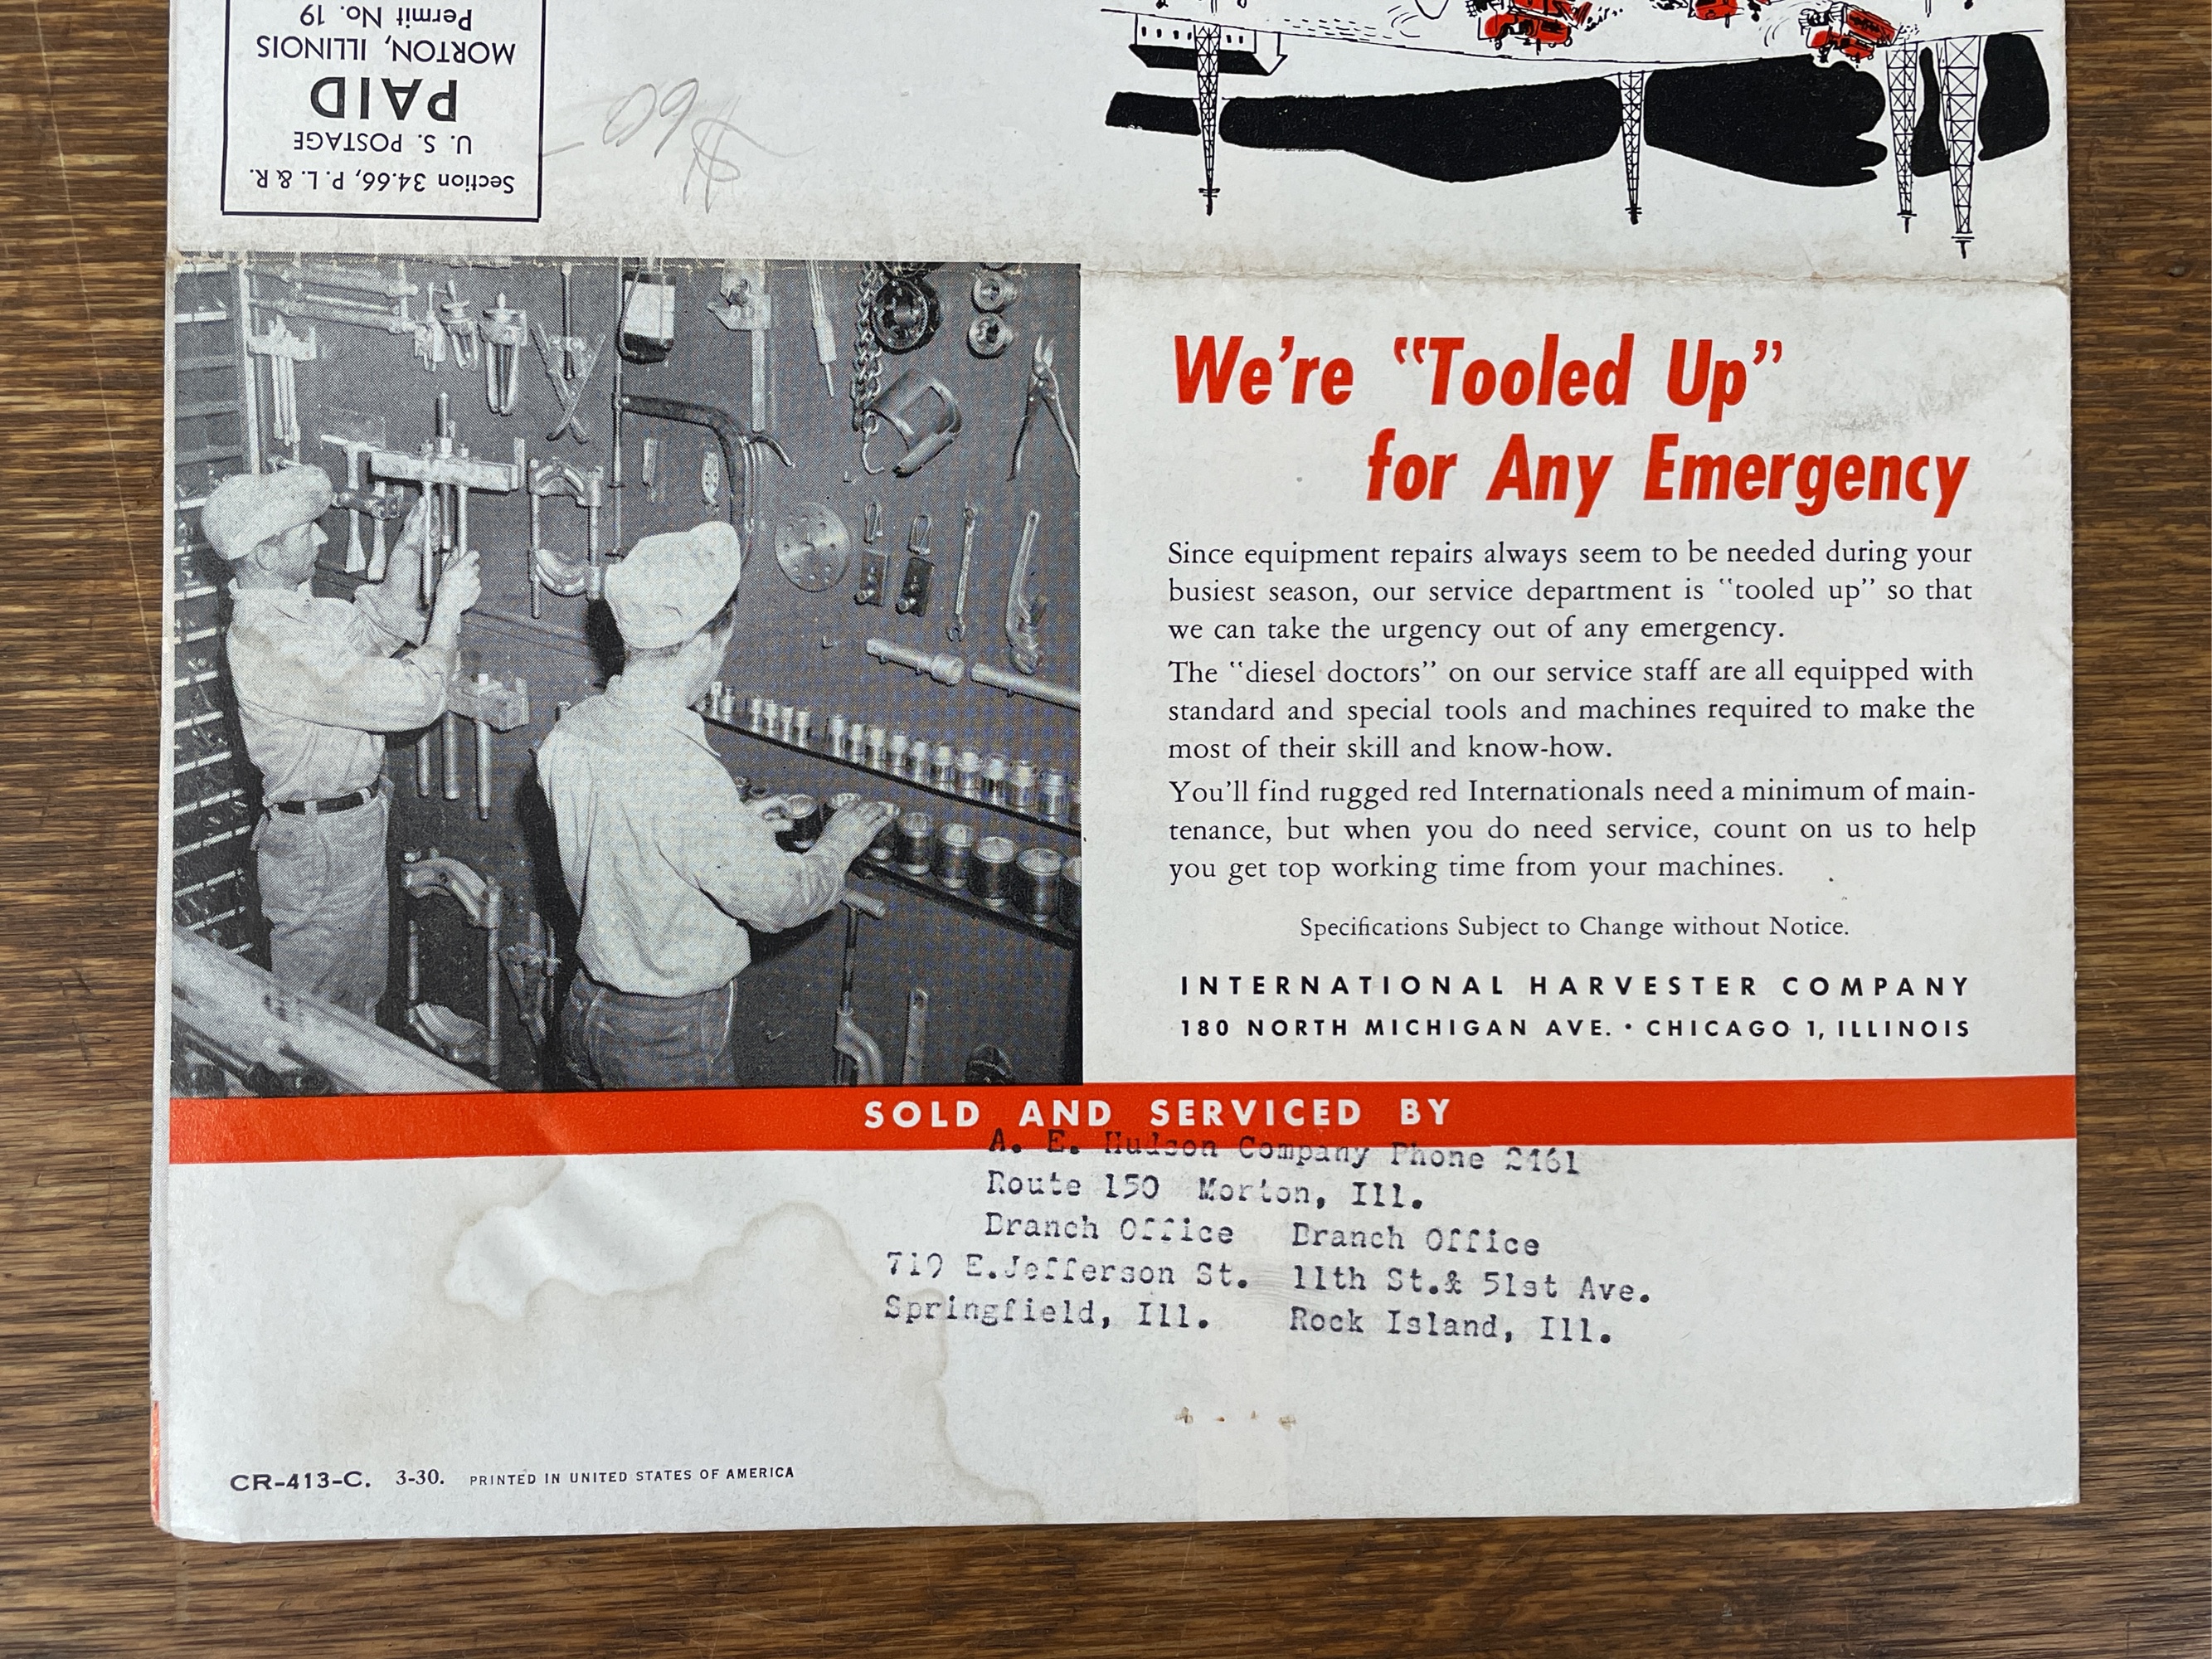 Section 34.66, P. L. & R.
U. S. POSTAGE
PAID
MORTON, ILLINOIS
Permit No. 19
$60-
We're “Tooled Up”
for Any Emergency
Since equipment repairs always seem to be needed during your
busiest season, our service department is “tooled up” so that
we can take the urgency out of any emergency.
The “diesel doctors” on our service staff are all equipped with
standard and special tools and machines required to make the
most of their skill and know-how.
You'll find rugged red Internationals need a minimum of main-
tenance, but when you do need service, count on us to help
you get top working time from your machines.
Specifications Subject to Change without Notice.
INTERNATIONAL HARVESTER COMPANY
180 NORTH MICHIGAN AVE. • CHICAGO 1, ILLINOIS
SOLD AND SERVICED BY
A. E. Hudson Company Phone 2461
Route 150 Morton, Ill.
Branch Office Branch Office
719 E.Jefferson St. 11th St.& 51st Ave.
Springfield, Ill. Rock Island, Ill.
CR-413-C. 3-30. PRINTED IN UNITED STATES OF AMERICA